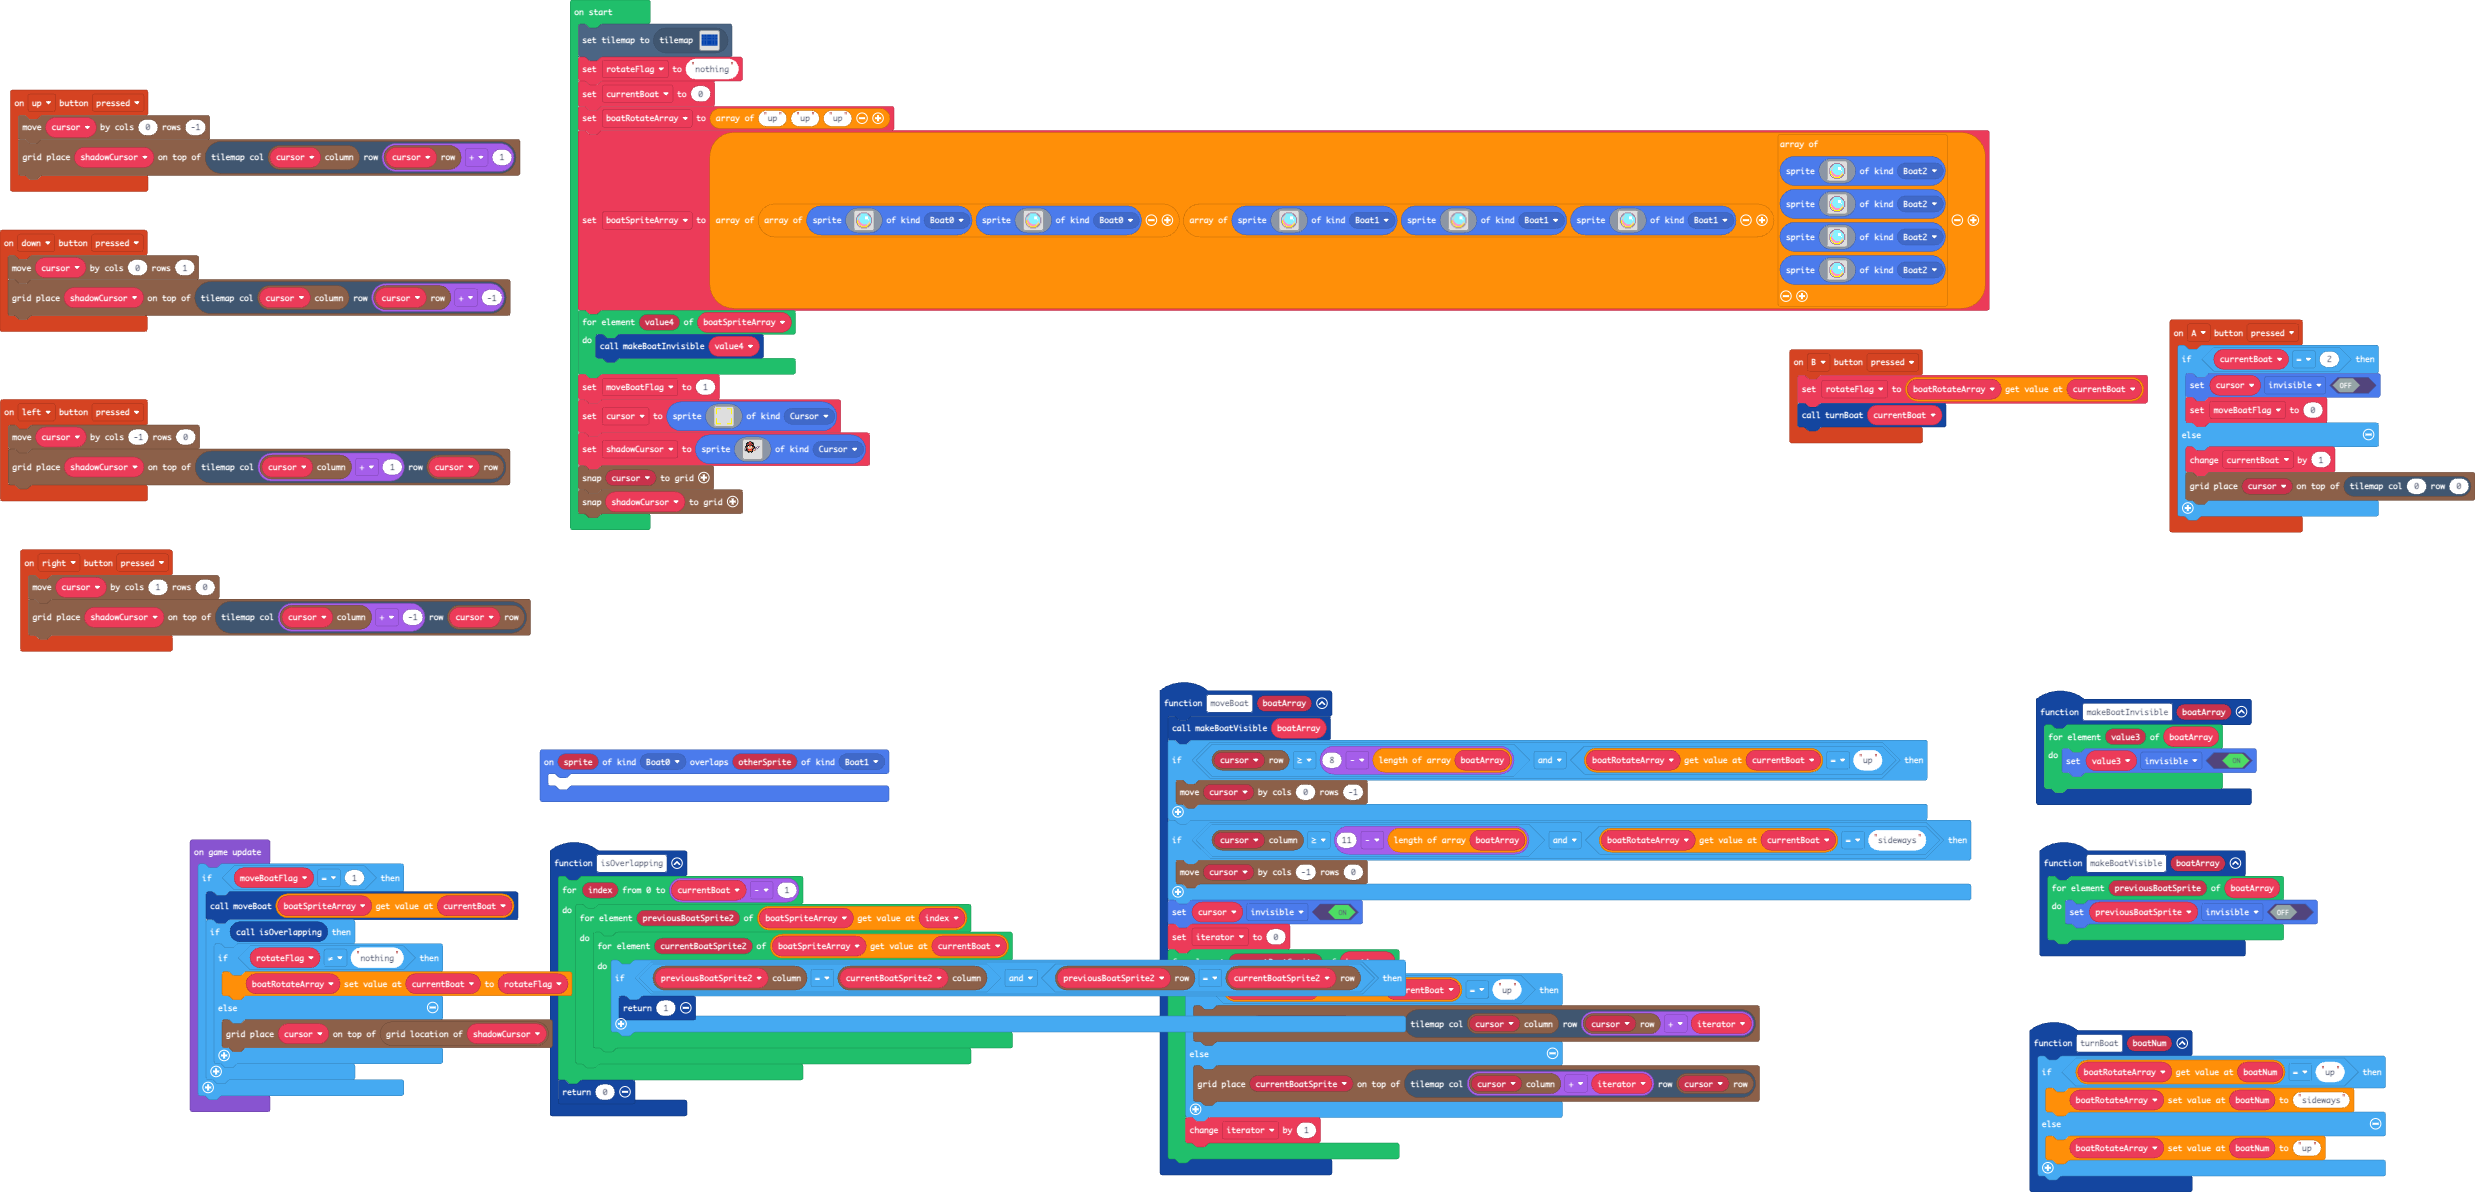 on start
set tilemap to tilemap
set rotateFlag to "nothing"
set currentBoat to 0
set boatRotateArray to array of "up" "up" "up"
set boatSpriteArray to array of array of sprite of kind Boat0 sprite of kind Boat0 array of sprite of kind Boat1 sprite of kind Boat1 sprite of kind Boat1
array of
sprite of kind Boat2
sprite of kind Boat2
sprite of kind Boat2
sprite of kind Boat2
for element value4 of boatSpriteArray
do call makeBoatInvisible value4
set moveBoatFlag to 1
set cursor to sprite of kind Cursor
set shadowCursor to sprite of kind Cursor
snap cursor to grid
snap shadowCursor to grid
on up button pressed
move cursor by cols 0 rows -1
grid place shadowCursor on top of tilemap col cursor column row cursor row + 1
on down button pressed
move cursor by cols 0 rows 1
grid place shadowCursor on top of tilemap col cursor column row cursor row + -1
on left button pressed
move cursor by cols -1 rows 0
grid place shadowCursor on top of tilemap col cursor column + 1 row cursor row
on right button pressed
move cursor by cols 1 rows 0
grid place shadowCursor on top of tilemap col cursor column + -1 row cursor row
on B button pressed
set rotateFlag to boatRotateArray get value at currentBoat
call turnBoat currentBoat
on A button pressed
if currentBoat = 2 then
set cursor invisible OFF
set moveBoatFlag to 0
else
change currentBoat by 1
grid place cursor on top of tilemap col 0 row 0
on sprite of kind Boat0 overlaps otherSprite of kind Boat1
on game update
if moveBoatFlag = 1 then
call moveBoat boatSpriteArray get value at currentBoat
if call isOverlapping then
if rotateFlag ≠ "nothing" then
boatRotateArray set value at currentBoat to rotateFlag
else
grid place cursor on top of grid location of shadowCursor
function isOverlapping
for index from 0 to currentBoat - 1
do for element previousBoatSprite2 of boatSpriteArray get value at index
do for element currentBoatSprite2 of boatSpriteArray get value at currentBoat
do if previousBoatSprite2 column = currentBoatSprite2 column and previousBoatSprite2 row = currentBoatSprite2 row then
return 1
return 0
function moveBoat boatArray
call makeBoatVisible boatArray
if cursor row ≥ 8 - length of array boatArray and boatRotateArray get value at currentBoat = "up" then
move cursor by cols 0 rows -1
if cursor column ≥ 11 - length of array boatArray and boatRotateArray get value at currentBoat = "sideways" then
move cursor by cols -1 rows 0
set cursor invisible ON
set iterator to 0
rrentBoat = "up" then
tilemap col cursor column row cursor row + iterator
else
grid place currentBoatSprite on top of tilemap col cursor column + iterator row cursor row
change iterator by 1
function makeBoatInvisible boatArray
for element value3 of boatArray
do set value3 invisible ON
function makeBoatVisible boatArray
for element previousBoatSprite of boatArray
do set previousBoatSprite invisible OFF
function turnBoat boatNum
if boatRotateArray get value at boatNum = "up" then
boatRotateArray set value at boatNum to "sideways"
else
boatRotateArray set value at boatNum to "up"